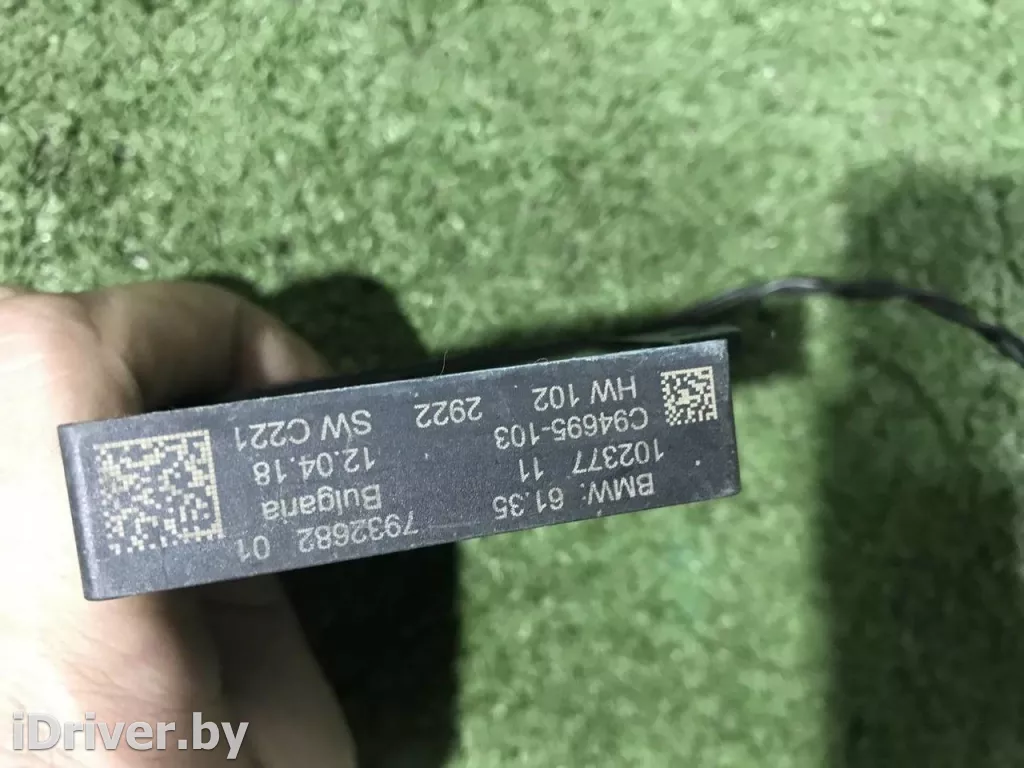 BMW: 61.35 7932682 01
102377 11 Bulgaria
C94695-103 12.04.18
HW 102 2922 SW C221
iDriver.by